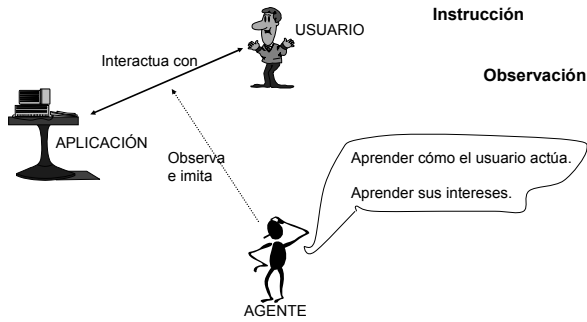 Instrucción
USUARIO
Interactua con
Observación
APLICACIÓN
Observa
e imita
Aprender cómo el usuario actúa.
Aprender sus intereses.
AGENTE